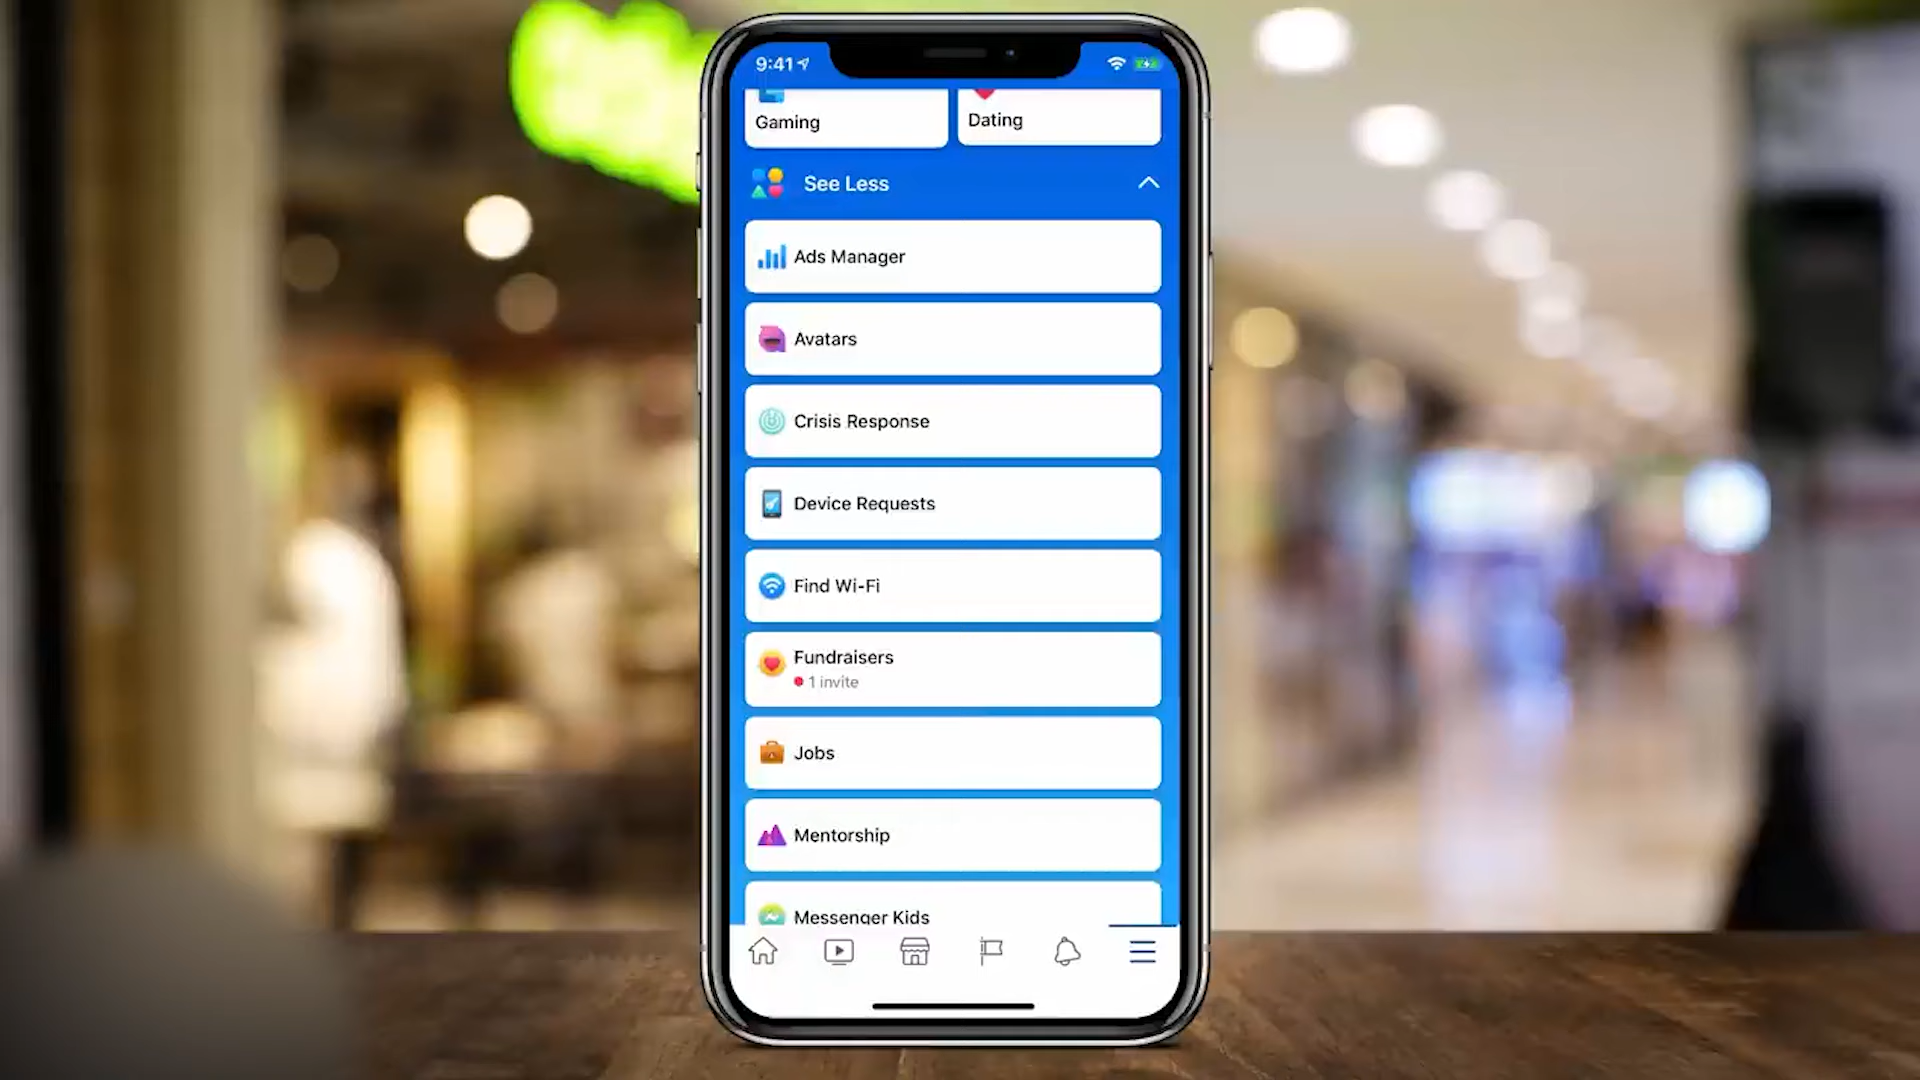 9:41
Gaming
Dating
See Less
Ads Manager
Avatars
Crisis Response
Device Requests
Find Wi-Fi
Fundraisers
1 invite
Jobs
Mentorship
Messenger Kids